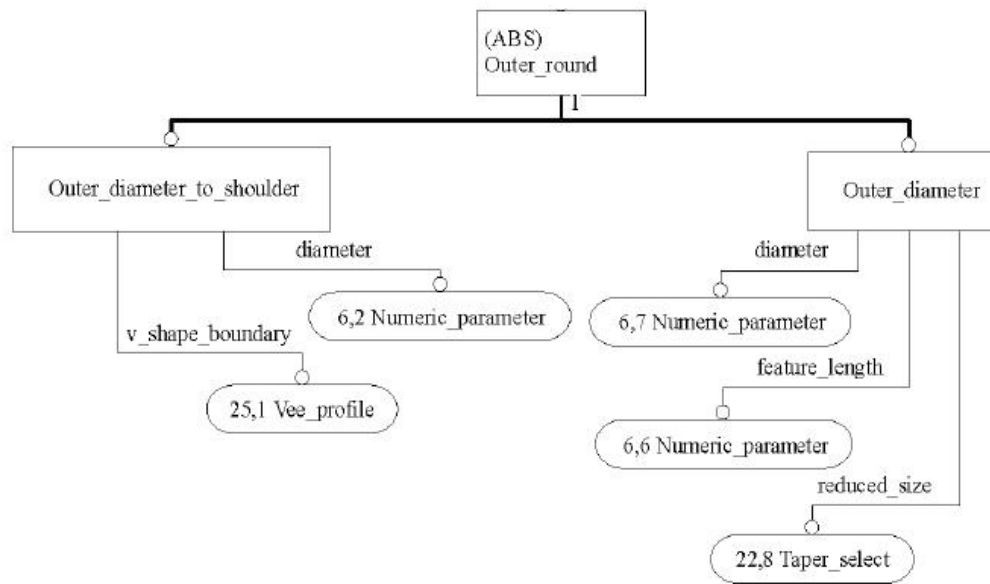 (ABS)
Outer_round
1
Outer_diameter_to_shoulder
Outer_diameter
diameter
diameter
6,2 Numeric_parameter
6,7 Numeric_parameter
v_shape_boundary
feature_length
25,1 Vee_profile
6,6 Numeric_parameter
reduced_size
22,8 Taper_select